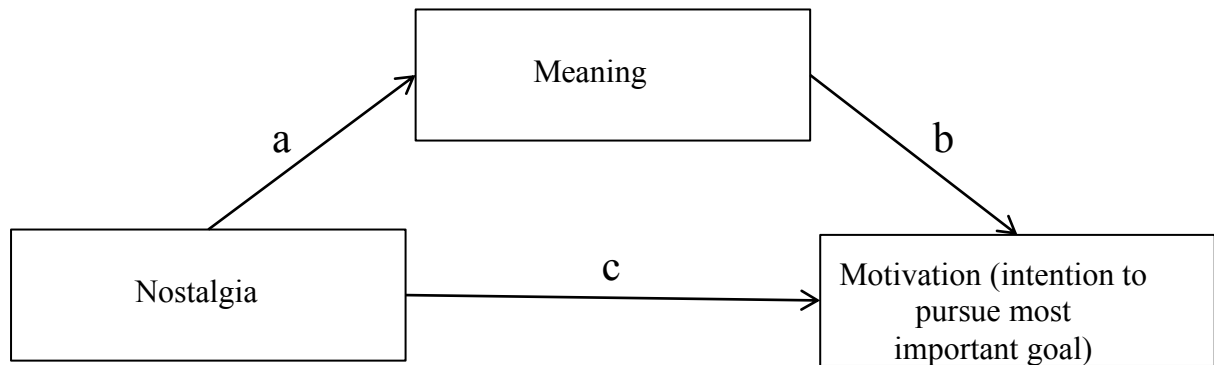 Meaning
a
b
Nostalgia
c
Motivation (intention to
pursue most
important goal)